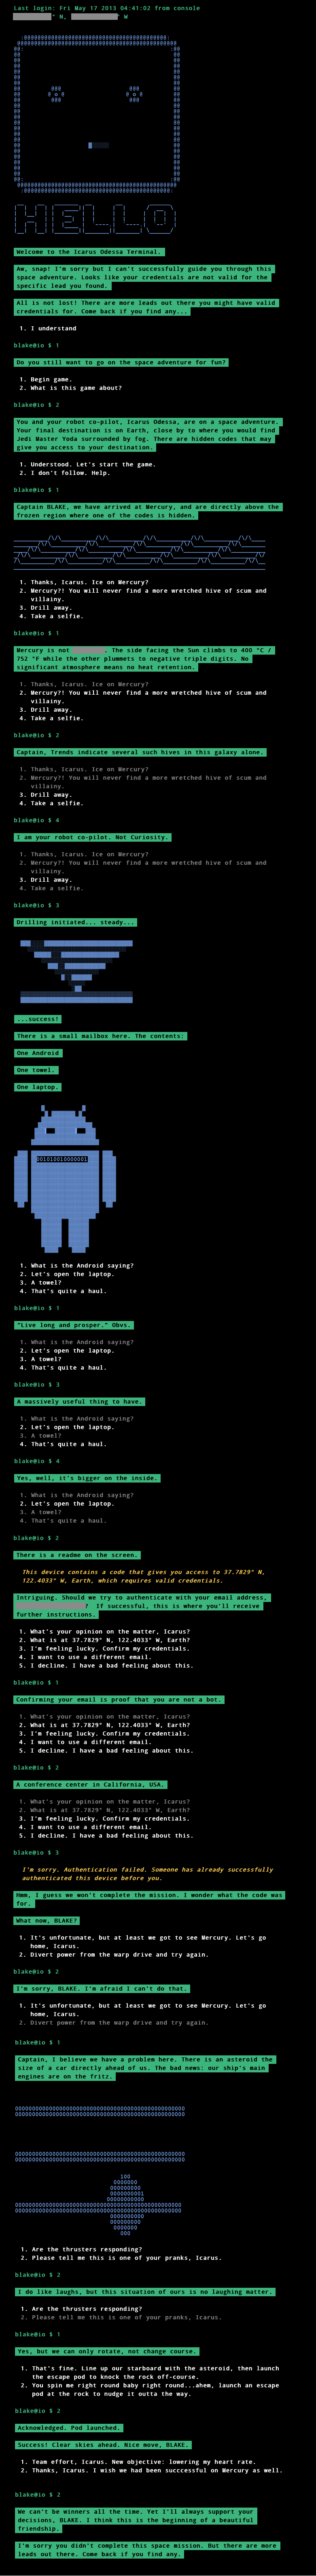 Last login: Fri May 17 2013 04:41:02 from console
" N, " W
HELLO
Welcome to the Icarus Odessa Terminal.
Aw, snap! I'm sorry but I can't successfully guide you through this
space adventure. Looks like your credentials are not valid for the
specific lead you found.
All is not lost! There are more leads out there you might have valid
credentials for. Come back if you find any...
1. I understand
blake@io $ 1
Do you still want to go on the space adventure for fun?
1. Begin game.
2. What is this game about?
blake@io $ 2
You and your robot co-pilot, Icarus Odessa, are on a space adventure.
Your final destination is on Earth, close by to where you would find
Jedi Master Yoda surrounded by fog. There are hidden codes that may
give you access to your destination.
1. Understood. Let's start the game.
2. I don't follow. Help.
blake@io $ 1
Captain BLAKE, we have arrived at Mercury, and are directly above the
frozen region where one of the codes is hidden.
1. Thanks, Icarus. Ice on Mercury?
2. Mercury?! You will never find a more wretched hive of scum and
villainy.
3. Drill away.
4. Take a selfie.
blake@io $ 1
Mercury is not . The side facing the Sun climbs to 400 °C /
752 °F while the other plummets to negative triple digits. No
significant atmosphere means no heat retention.
1. Thanks, Icarus. Ice on Mercury?
2. Mercury?! You will never find a more wretched hive of scum and
villainy.
3. Drill away.
4. Take a selfie.
blake@io $ 2
Captain, Trends indicate several such hives in this galaxy alone.
1. Thanks, Icarus. Ice on Mercury?
2. Mercury?! You will never find a more wretched hive of scum and
villainy.
3. Drill away.
4. Take a selfie.
blake@io $ 4
I am your robot co-pilot. Not Curiosity.
1. Thanks, Icarus. Ice on Mercury?
2. Mercury?! You will never find a more wretched hive of scum and
villainy.
3. Drill away.
4. Take a selfie.
blake@io $ 3
Drilling initiated... steady...
...success!
There is a small mailbox here. The contents:
One Android
One towel.
One laptop.
001010010000001
1. What is the Android saying?
2. Let's open the laptop.
3. A towel?
4. That's quite a haul.
blake@io $ 1
"Live long and prosper." Obvs.
1. What is the Android saying?
2. Let's open the laptop.
3. A towel?
4. That's quite a haul.
blake@io $ 3
A massively useful thing to have.
1. What is the Android saying?
2. Let's open the laptop.
3. A towel?
4. That's quite a haul.
blake@io $ 4
Yes, well, it's bigger on the inside.
1. What is the Android saying?
2. Let's open the laptop.
3. A towel?
4. That's quite a haul.
blake@io $ 2
There is a readme on the screen.
This device contains a code that gives you access to 37.7829° N,
122.4033° W, Earth, which requires valid credentials.
Intriguing. Should we try to authenticate with your email address,
? If successful, this is where you'll receive
further instructions.
1. What's your opinion on the matter, Icarus?
2. What is at 37.7829° N, 122.4033° W, Earth?
3. I'm feeling lucky. Confirm my credentials.
4. I want to use a different email.
5. I decline. I have a bad feeling about this.
blake@io $ 1
Confirming your email is proof that you are not a bot.
1. What's your opinion on the matter, Icarus?
2. What is at 37.7829° N, 122.4033° W, Earth?
3. I'm feeling lucky. Confirm my credentials.
4. I want to use a different email.
5. I decline. I have a bad feeling about this.
blake@io $ 2
A conference center in California, USA.
1. What's your opinion on the matter, Icarus?
2. What is at 37.7829° N, 122.4033° W, Earth?
3. I'm feeling lucky. Confirm my credentials.
4. I want to use a different email.
5. I decline. I have a bad feeling about this.
blake@io $ 3
I'm sorry. Authentication failed. Someone has already successfully
authenticated this device before you.
Hmm, I guess we won't complete the mission. I wonder what the code was
for.
What now, BLAKE?
1. It's unfortunate, but at least we got to see Mercury. Let's go
home, Icarus.
2. Divert power from the warp drive and try again.
blake@io $ 2
I'm sorry, BLAKE. I'm afraid I can't do that.
1. It's unfortunate, but at least we got to see Mercury. Let's go
home, Icarus.
2. Divert power from the warp drive and try again.
blake@io $ 1
Captain, I believe we have a problem here. There is an asteroid the
size of a car directly ahead of us. The bad news: our ship's main
engines are on the fritz.
1. Are the thrusters responding?
2. Please tell me this is one of your pranks, Icarus.
blake@io $ 2
I do like laughs, but this situation of ours is no laughing matter.
1. Are the thrusters responding?
2. Please tell me this is one of your pranks, Icarus.
blake@io $ 1
Yes, but we can only rotate, not change course.
1. That's fine. Line up our starboard with the asteroid, then launch
the escape pod to knock the rock off-course.
2. You spin me right round baby right round...ahem, launch an escape
pod at the rock to nudge it outta the way.
blake@io $ 2
Acknowledged. Pod launched.
Success! Clear skies ahead. Nice move, BLAKE.
1. Team effort, Icarus. New objective: lowering my heart rate.
2. Thanks, Icarus. I wish we had been succcessful on Mercury as well.
blake@io $ 2
We can't be winners all the time. Yet I'll always support your
decisions, BLAKE. I think this is the beginning of a beautiful
friendship.
I'm sorry you didn't complete this space mission. But there are more
leads out there. Come back if you find any.